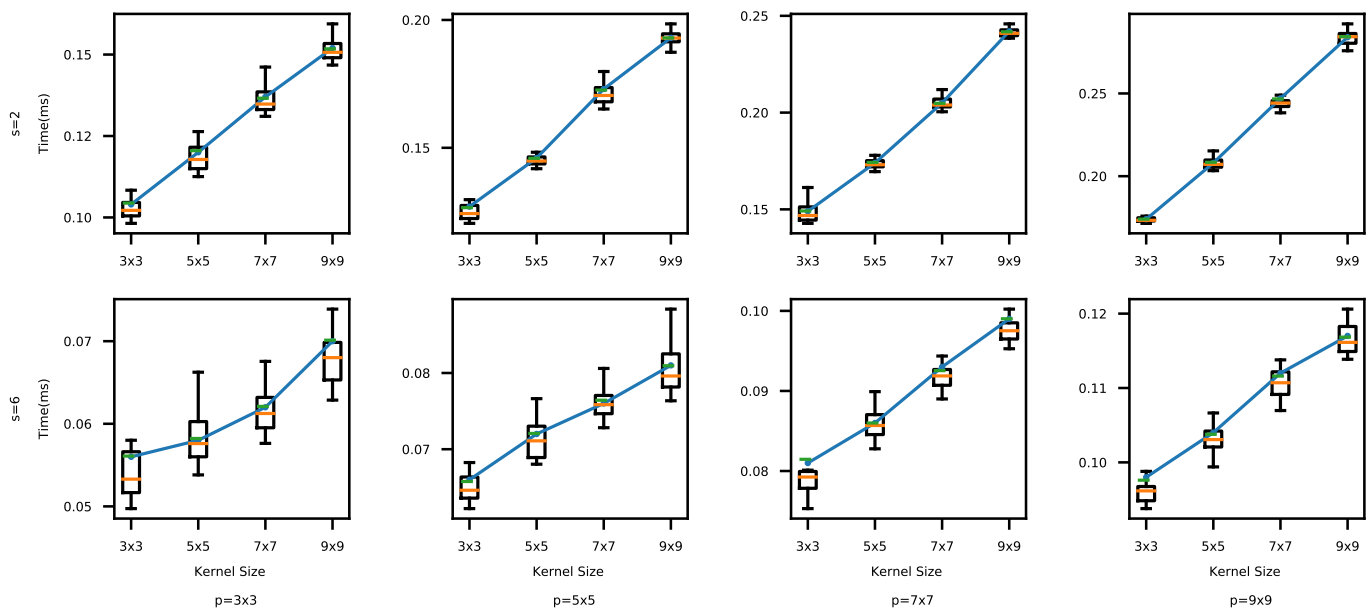 s=2
Time(ms)
0.15
0.12
0.10
3x3 5x5 7x7 9x9
0.20
0.15
3x3 5x5 7x7 9x9
0.25
0.20
0.15
3x3 5x5 7x7 9x9
0.25
0.20
3x3 5x5 7x7 9x9
s=6
Time(ms)
0.07
0.06
0.05
3x3 5x5 7x7 9x9
Kernel Size
p=3x3
0.08
0.07
3x3 5x5 7x7 9x9
Kernel Size
p=5x5
0.10
0.09
0.08
3x3 5x5 7x7 9x9
Kernel Size
p=7x7
0.12
0.11
0.10
3x3 5x5 7x7 9x9
Kernel Size
p=9x9